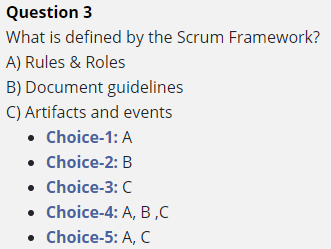 Question 3
What is defined by the Scrum Framework?
A) Rules & Roles
B) Document guidelines
C) Artifacts and events
• Choice-1: A
• Choice-2: B
• Choice-3: C
• Choice-4: A, B ,C
• Choice-5: A, C